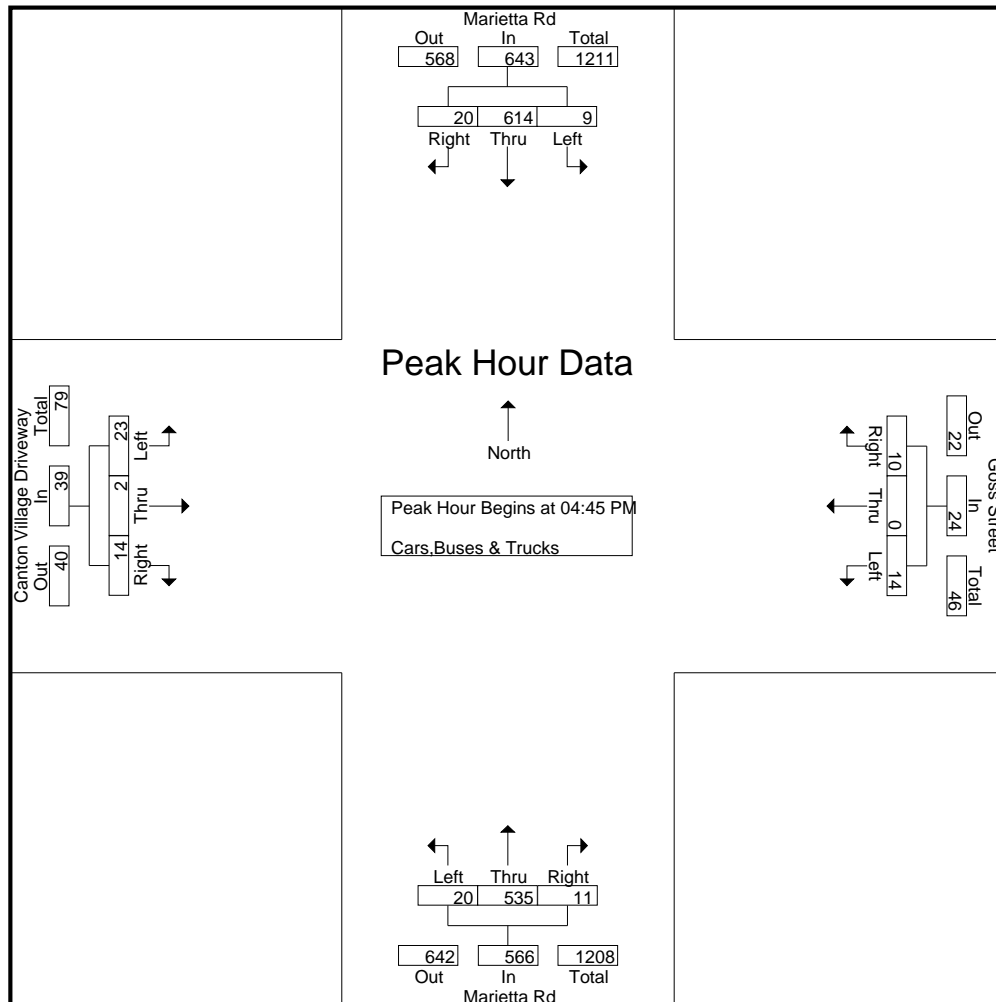 Marietta Rd
Out In Total
568 643 1211
20 614 9
Right Thru Left
Peak Hour Data
North
Peak Hour Begins at 04:45 PM
Cars,Buses & Trucks
Canton Village Driveway
Total In Out
79 39 40
23 2 14
Left Thru Right
Right Thru Left
10 0 14
22 24 46
Out In Total
Goss Street
Left Thru Right
20 535 11
642 566 1208
Out In Total
Marietta Rd